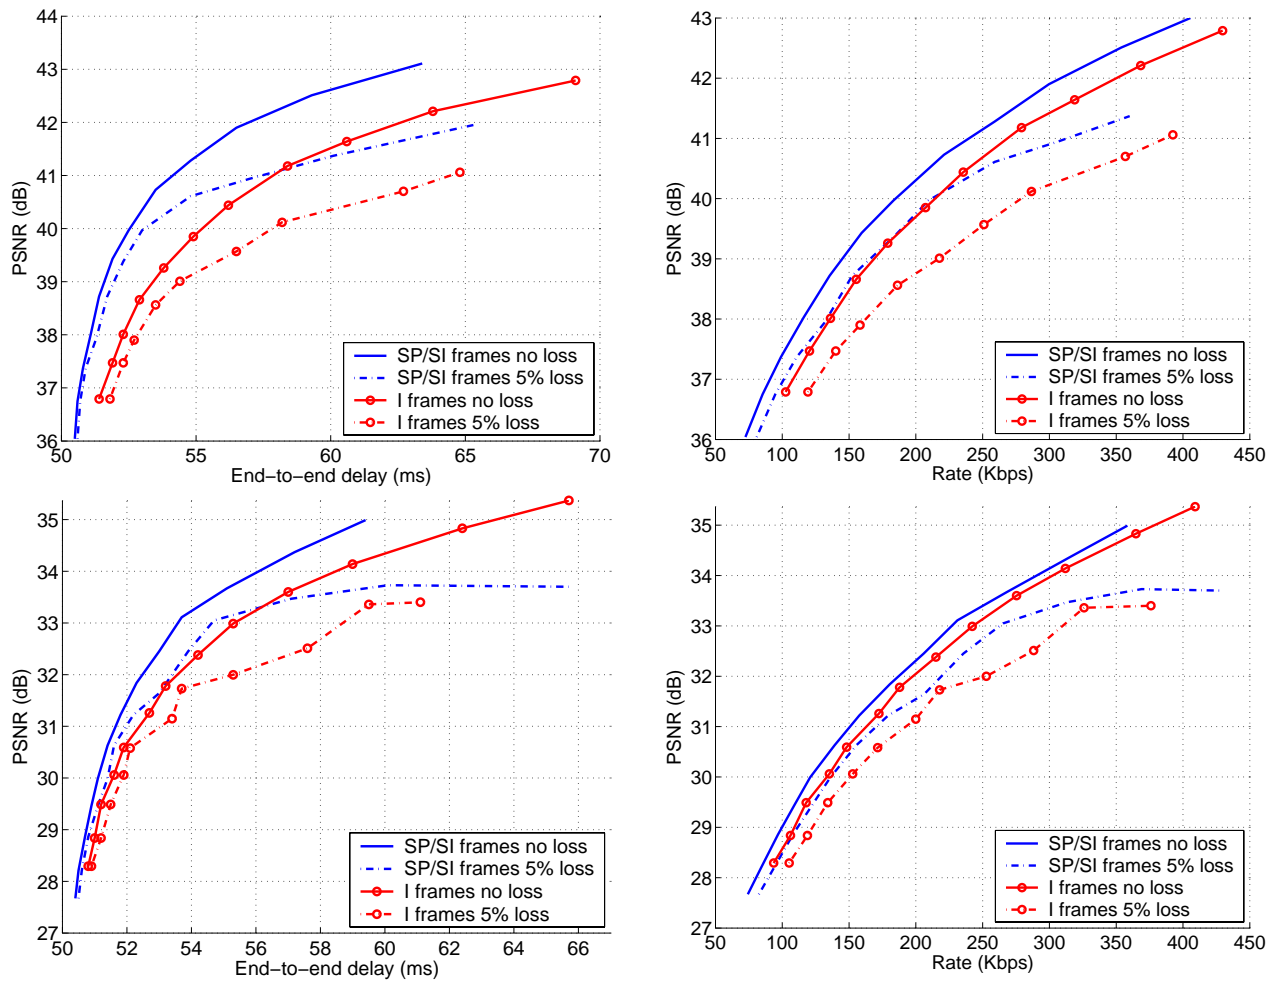 44
43
42
41
40
39
38
37
36
PSNR (dB)
50 55 60 65 70
End−to−end delay (ms)
SP/SI frames no loss
SP/SI frames 5% loss
I frames no loss
I frames 5% loss
43
42
41
40
39
38
37
36
PSNR (dB)
50 100 150 200 250 300 350 400 450
Rate (Kbps)
SP/SI frames no loss
SP/SI frames 5% loss
I frames no loss
I frames 5% loss
35
34
33
32
31
30
29
28
27
PSNR (dB)
50 52 54 56 58 60 62 64 66
End−to−end delay (ms)
SP/SI frames no loss
SP/SI frames 5% loss
I frames no loss
I frames 5% loss
35
34
33
32
31
30
29
28
27
PSNR (dB)
50 100 150 200 250 300 350 400 450
Rate (Kbps)
SP/SI frames no loss
SP/SI frames 5% loss
I frames no loss
I frames 5% loss